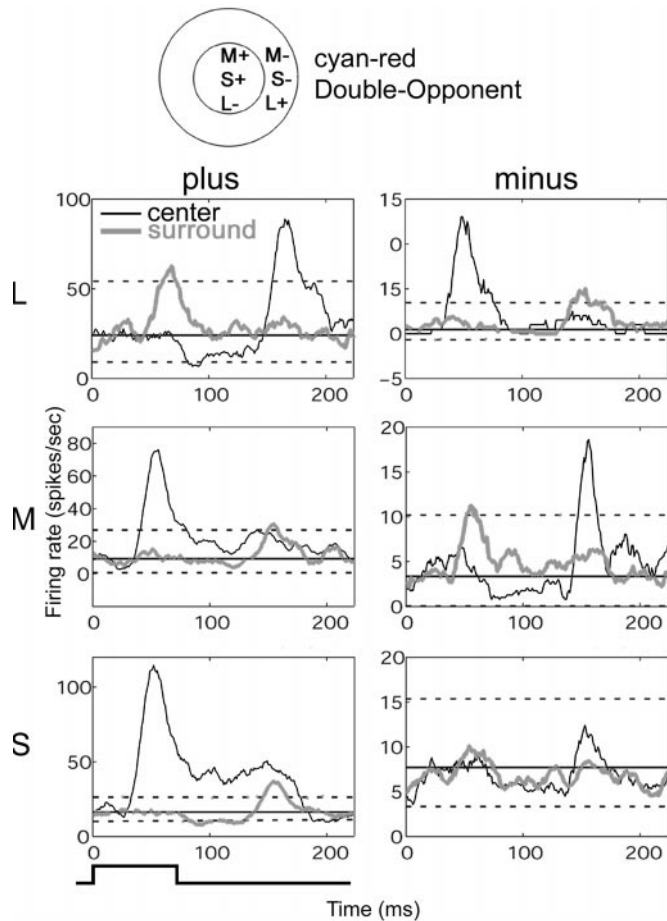 M+ M-
S+ S-
L- L+
cyan-red
Double-Opponent
plus
minus
center
surround
L
M
S
Firing rate (spikes/sec)
100
50
0
0 100 200
15
0
15
0
-5
0 100 200
80
60
40
20
0
0 100 200
20
15
10
5
0
0 100 200
100
50
0
0 100 200
20
15
10
5
0
0 100 200
Time (ms)